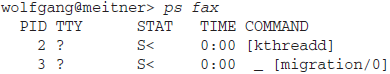 wolfgang@meitner> ps fax
PID TTY STAT TIME COMMAND
2 ? S< 0:00 [kthreadd]
3 ? S< 0:00 _ [migration/0]